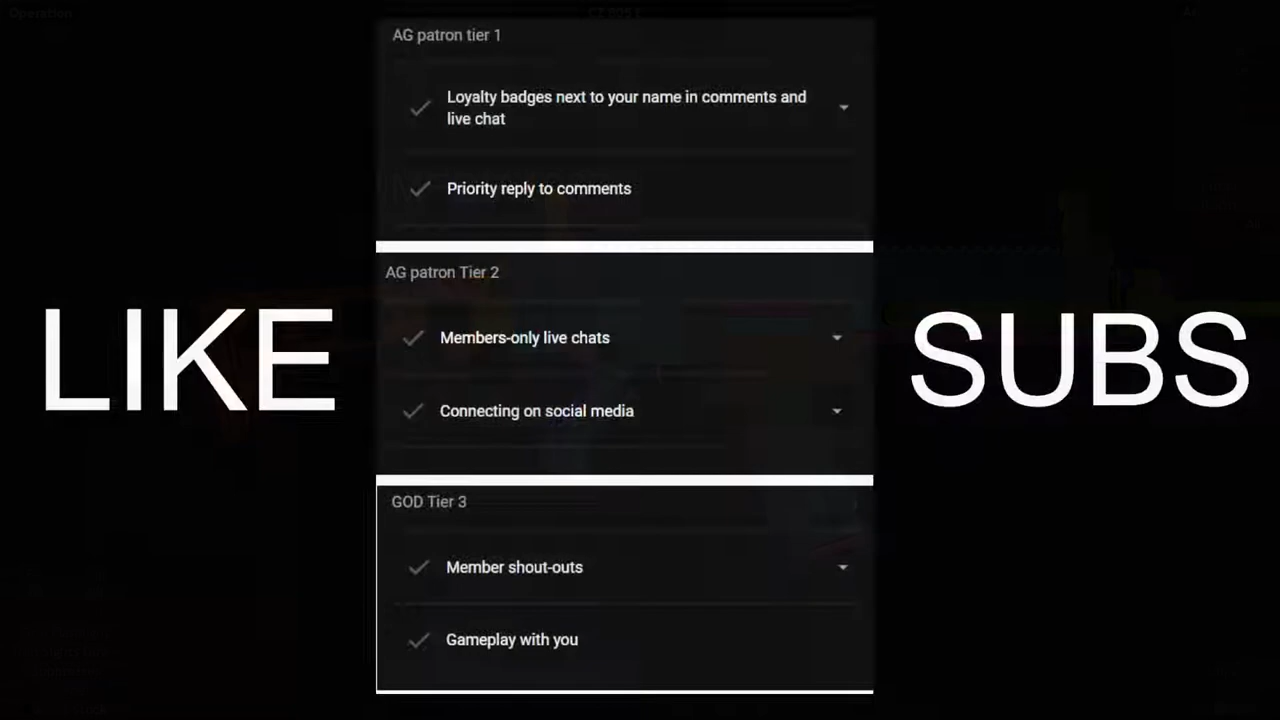 AG patron tier 1
Loyalty badges next to your name in comments and
live chat
Priority reply to comments
AG patron Tier 2
Members-only live chats
Connecting on social media
GOD Tier 3
Member shout-outs
Gameplay with you
LIKE
SUBS